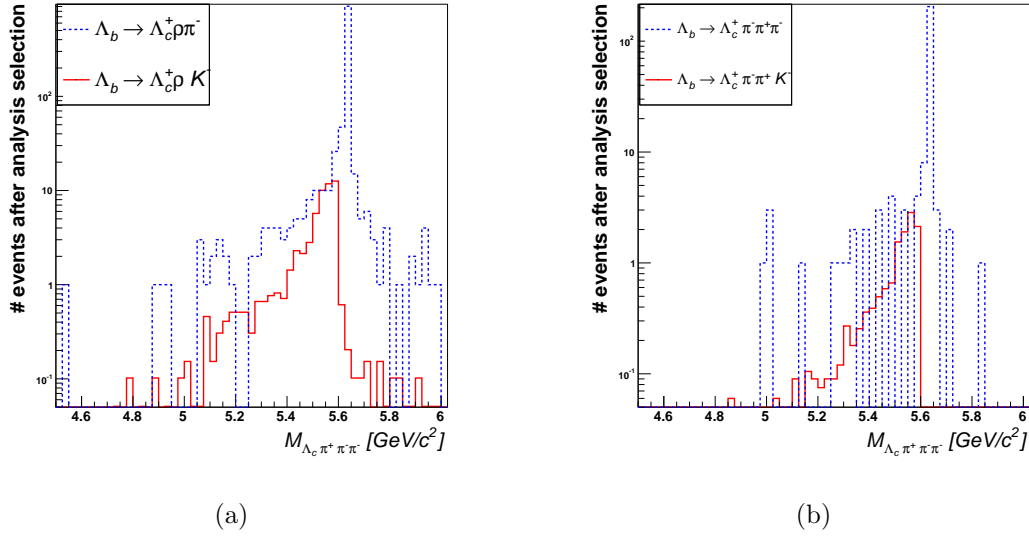 Λb → Λc+ρπ-
Λb → Λc+ρ K-
# events after analysis selection
10²
10
1
10⁻¹
4.6 4.8 5 5.2 5.4 5.6 5.8 6
MΛc π+ π-π- [GeV/c²]
(a)
Λb → Λc+ π-π+π-
Λb → Λc+ π-π+ K-
# events after analysis selection
10²
10
1
10⁻¹
4.6 4.8 5 5.2 5.4 5.6 5.8 6
MΛc π+ π-π- [GeV/c²]
(b)